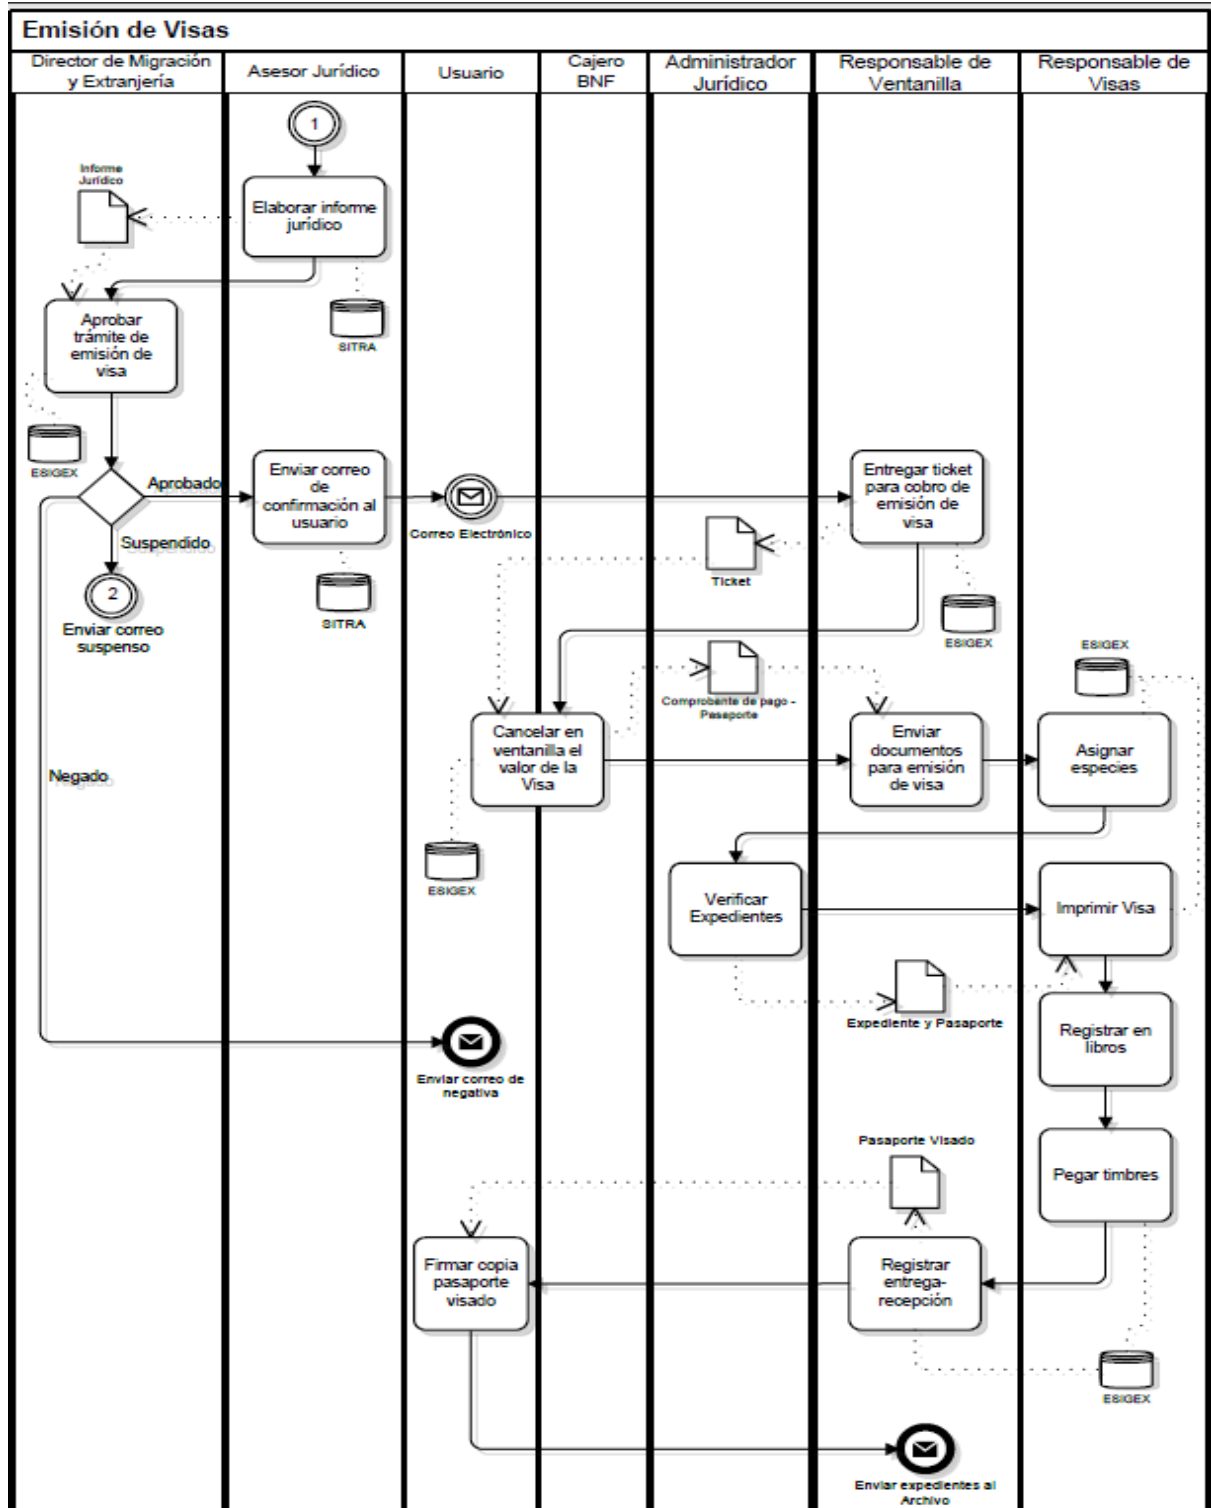 Emisión de Visas
Director de Migración
y Extranjería
Asesor Jurídico
Usuario
Cajero
BNF
Administrador
Jurídico
Responsable de
Ventanilla
Responsable de
Visas
1
Informe
Jurídico
Elaborar informe
jurídico
Aprobar
trámite de
emisión de
visa
SITRA
ESIGEX
Aprobado
Enviar correo
de
confirmación al
usuario
Correo Electrónico
Entregar ticket
para cobro de
emisión de
visa
Suspendido
Ticket
2
Enviar correo
suspenso
SITRA
ESIGEX
ESIGEX
Comprobante de pago -
Pasaporte
Cancelar en
ventanilla el
valor de la
Visa
Enviar
documentos
para emisión
de visa
Asignar
especies
Negado
ESIGEX
Verificar
Expedientes
Imprimir Visa
Expediente y Pasaporte
Registrar en
libros
Enviar correo de
negativa
Pasaporte Visado
Pegar timbres
Firmar copia
pasaporte
visado
Registrar
entrega-
recepción
ESIGEX
Enviar expedientes al
Archivo